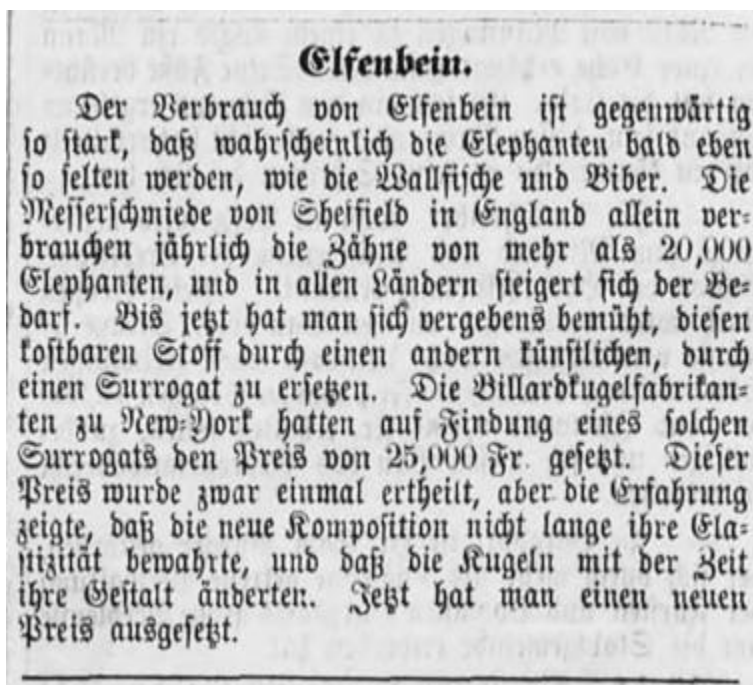 Elfenbein.
Der Verbrauch von Elfenbein ist gegenwärtig
so stark, daß wahrscheinlich die Elephanten bald eben
so selten werden, wie die Wallfische und Biber. Die
Messerschmiede von Sheffield in England allein ver-
brauchen jährlich die Zähne von mehr als 20,000
Elephanten, und in allen Ländern steigert sich der Be-
darf. Bis jetzt hat man sich vergebens bemüht, diesen
kostbaren Stoff durch einen andern künstlichen, durch
einen Surrogat zu ersetzen. Die Billardkugelfabrikan-
ten zu New-York hatten auf Findung eines solchen
Surrogats den Preis von 25,000 Fr. gesetzt. Dieser
Preis wurde zwar einmal ertheilt, aber die Erfahrung
zeigte, daß die neue Komposition nicht lange ihre Ela-
stizität bewahrte, und daß die Kugeln mit der Zeit
ihre Gestalt änderten. Jetzt hat man einen neuen
Preis ausgesetzt.